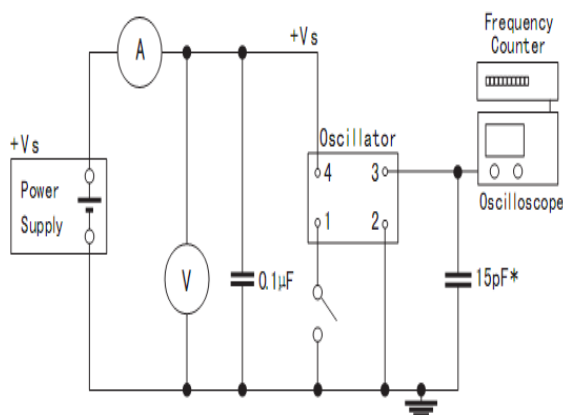 Frequency
Counter
+Vs
A
+Vs
Oscillator
Power
Supply
4 3
1 2
Oscilloscope
V
0.1µF
15pF*